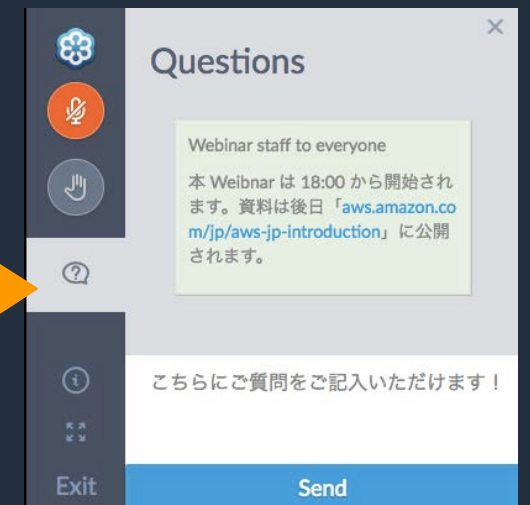 Questions
Webinar staff to everyone
本 Weibnar は 18:00 から開始され
ます。資料は後日「aws.amazon.co
m/jp/aws-jp-introduction」に公開
されます。
こちらにご質問をご記入いただけます！
Exit
Send